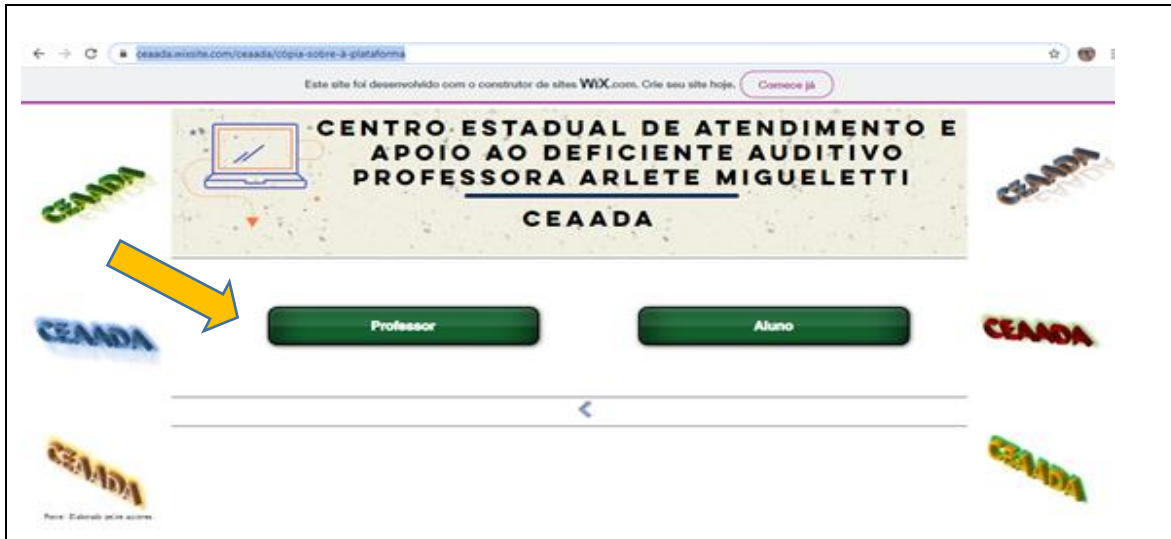 ceaada.wixsite.com/ceaada/cópia-sobre-à-plataforma
Este site foi desenvolvido com o construtor de sites WiX.com. Crie seu site hoje. Comece já
CENTRO ESTADUAL DE ATENDIMENTO E
APOIO AO DEFICIENTE AUDITIVO
PROFESSORA ARLETE MIGUELETTI
CEAADA
CEAADA
CEAADA
Professor
Aluno
CEAADA
CEAADA
CEAADA
CEAADA
Fonte: Elaborado pelos autores.